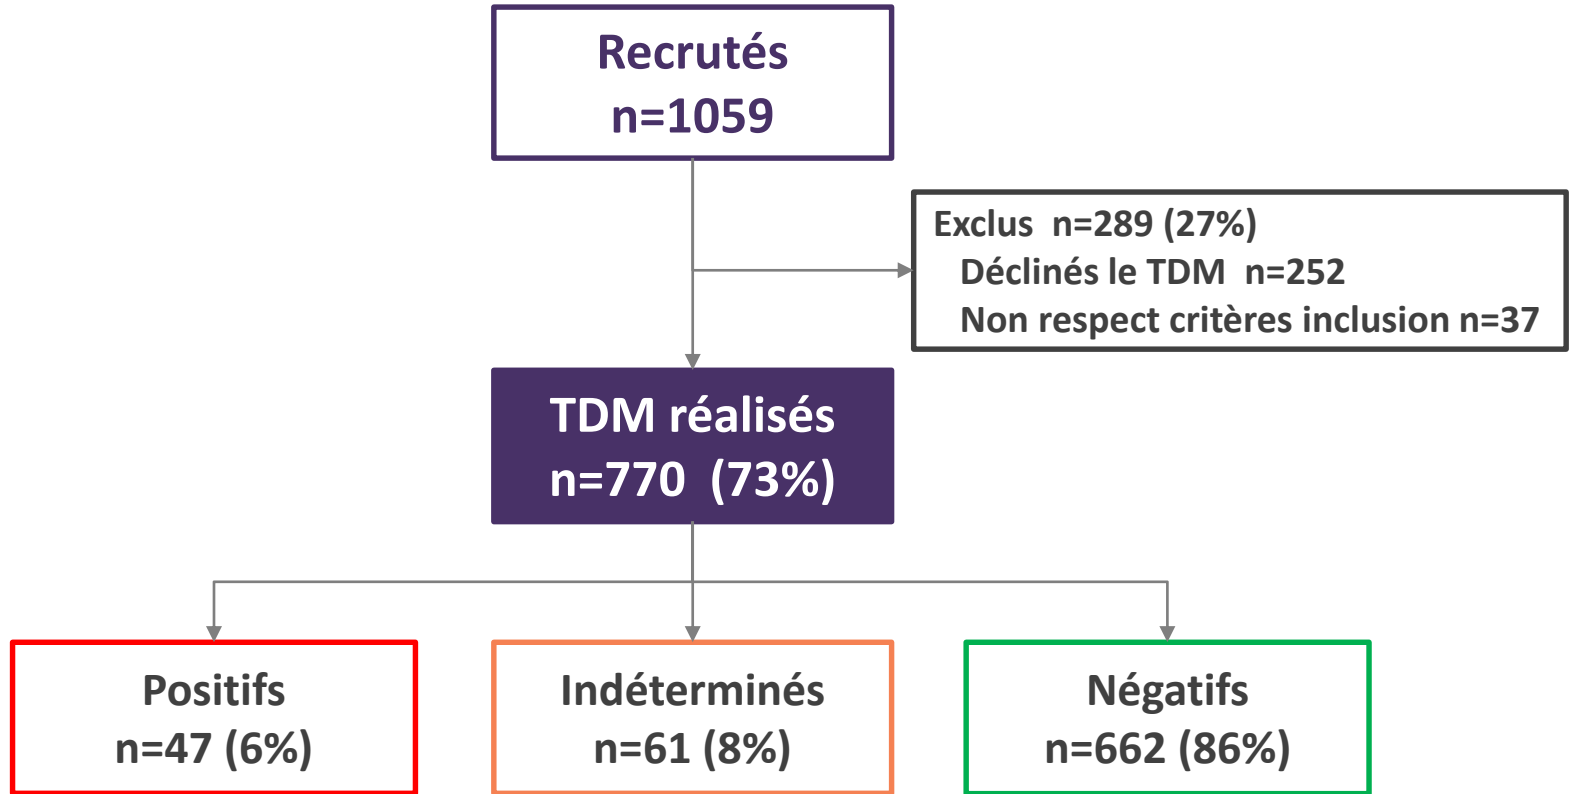 Recrutés
n=1059
Exclus n=289 (27%)
Déclinés le TDM n=252
Non respect critères inclusion n=37
TDM réalisés
n=770 (73%)
Positifs
n=47 (6%)
Indéterminés
n=61 (8%)
Négatifs
n=662 (86%)